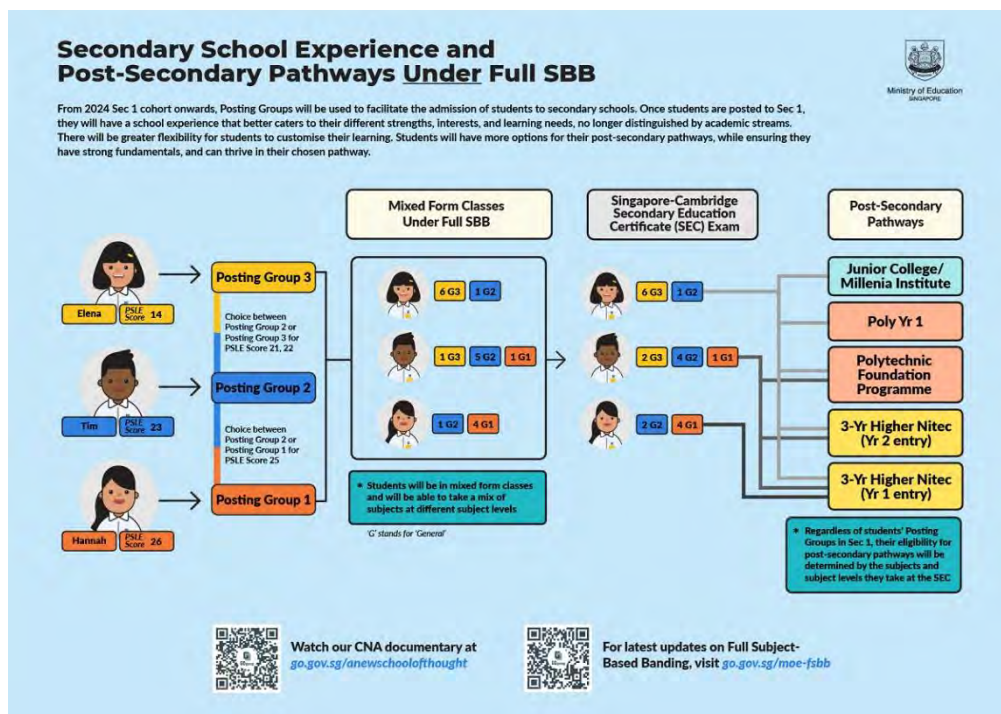 Secondary School Experience and
Post-Secondary Pathways Under Full SBB
Ministry of Education
SINGAPORE
From 2024 Sec 1 cohort onwards, Posting Groups will be used to facilitate the admission of students to secondary schools. Once students are posted to Sec 1,
they will have a school experience that better caters to their different strengths, interests, and learning needs, no longer distinguished by academic streams.
There will be greater flexibility for students to customise their learning. Students will have more options for their post-secondary pathways, while ensuring they
have strong fundamentals, and can thrive in their chosen pathway.
Mixed Form Classes
Under Full SBB
Singapore-Cambridge
Secondary Education
Certificate (SEC) Exam
Post-Secondary
Pathways
Elena
PSLE
Score 14
Posting Group 3
Choice between
Posting Group 2 or
Posting Group 3 for
PSLE Score 21, 22
Tim
PSLE
Score 23
Posting Group 2
Choice between
Posting Group 2 or
Posting Group 1 for
PSLE Score 25
Hannah
PSLE
Score 26
Posting Group 1
6 G3 1 G2
1 G3 5 G2 1 G1
1 G2 4 G1
• Students will be in mixed form classes
and will be able to take a mix of
subjects at different subject levels
'G' stands for 'General'
6 G3 1 G2
2 G3 4 G2 1 G1
2 G2 4 G1
Junior College/
Millenia Institute
Poly Yr 1
Polytechnic
Foundation
Programme
3-Yr Higher Nitec
(Yr 2 entry)
3-Yr Higher Nitec
(Yr 1 entry)
• Regardless of students' Posting
Groups in Sec 1, their eligibility for
post-secondary pathways will be
determined by the subjects and
subject levels they take at the SEC
Watch our CNA documentary at
go.gov.sg/anewschoolofthought
For latest updates on Full Subject-
Based Banding, visit go.gov.sg/moe-fsbb